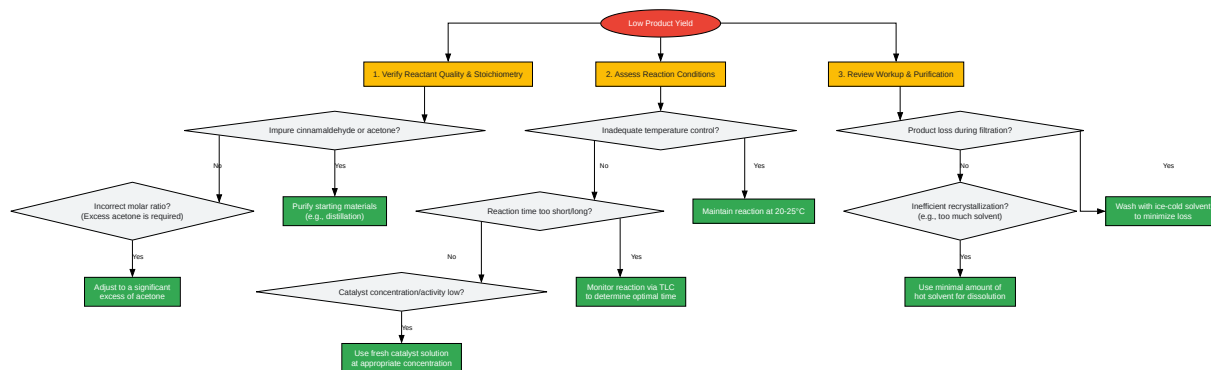 Low Product Yield
1. Verify Reactant Quality & Stoichiometry
2. Assess Reaction Conditions
3. Review Workup & Purification
Impure cinnamaldehyde or acetone?
Inadequate temperature control?
Product loss during filtration?
No
Yes
No
Yes
No
Yes
Incorrect molar ratio?
(Excess acetone is required)
Purify starting materials
(e.g., distillation)
Reaction time too short/long?
Maintain reaction at 20-25°C
Inefficient recrystallization?
(e.g., too much solvent)
Wash with ice-cold solvent
to minimize loss
Yes
No
Yes
Yes
Adjust to a significant
excess of acetone
Catalyst concentration/activity low?
Monitor reaction via TLC
to determine optimal time
Use minimal amount of
hot solvent for dissolution
Yes
Use fresh catalyst solution
at appropriate concentration